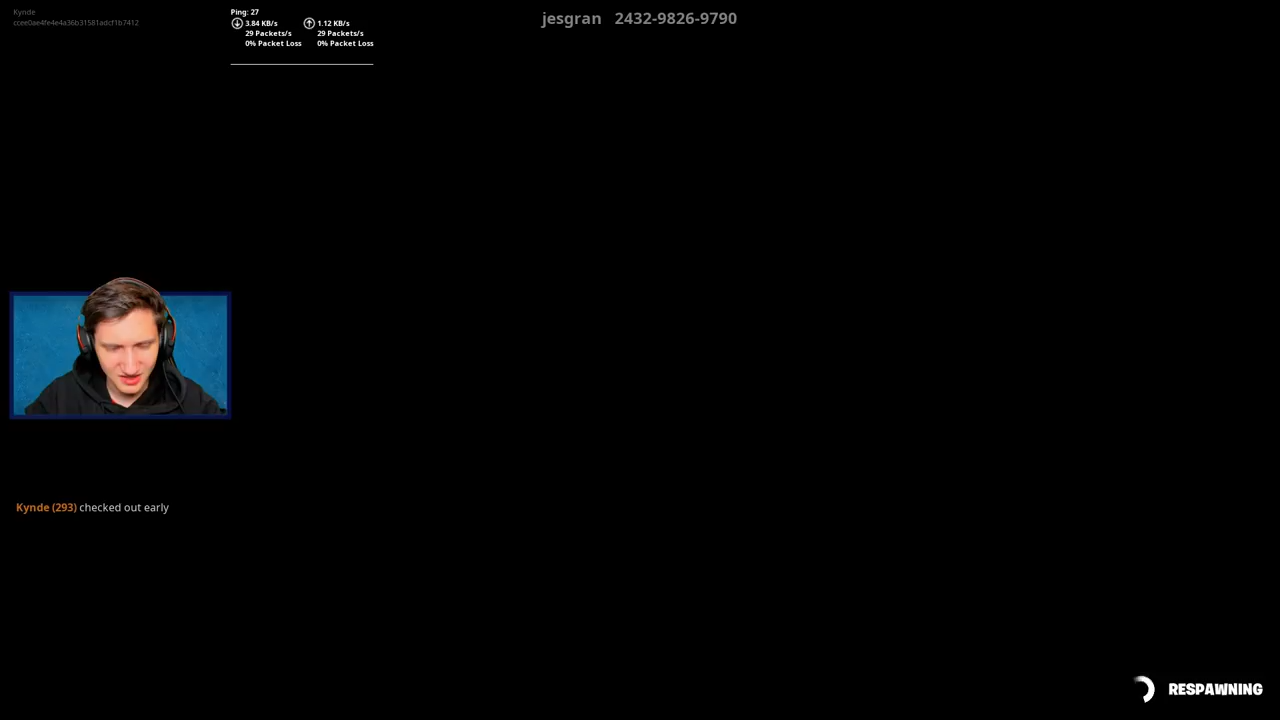 Kynde
ccee0ae4fe4e4a36b31581adcf1b7412
Ping: 27
3.84 KB/s 1.12 KB/s
29 Packets/s 29 Packets/s
0% Packet Loss 0% Packet Loss
jesgran 2432-9826-9790
Kynde (293) checked out early
RESPAWNING